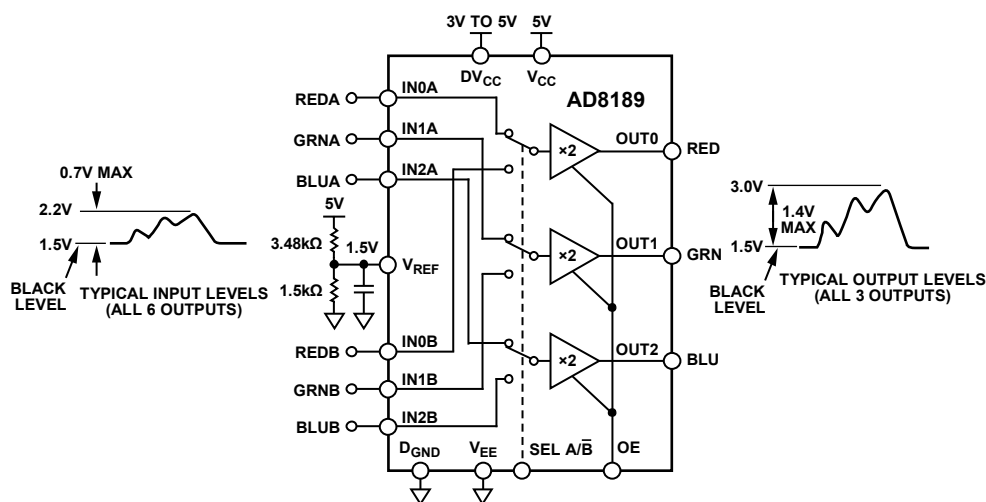 3V TO 5V
5V
DVCC
VCC
AD8189
REDA
IN0A
GRNA
IN1A
BLUA
IN2A
×2
OUT0
RED
0.7V MAX
2.2V
1.5V
BLACK
LEVEL
TYPICAL INPUT LEVELS
(ALL 6 OUTPUTS)
5V
3.48kΩ
1.5V
VREF
1.5kΩ
×2
OUT1
GRN
3.0V
1.4V
MAX
1.5V
BLACK
LEVEL
TYPICAL OUTPUT LEVELS
(ALL 3 OUTPUTS)
REDB
IN0B
GRNB
IN1B
BLUB
IN2B
×2
OUT2
BLU
DGND
VEE
SEL A/B̅
OE